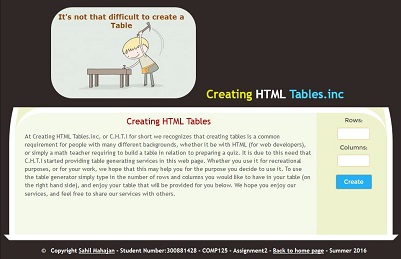 It's not that difficult to create a
Table
Creating HTML Tables.inc
Creating HTML Tables
At Creating HTML Tables.inc, or C.H.T.I for short we recognizes that creating tables is a common
requirement for people with many different backgrounds, whether it be with HTML (for web developers),
or simply a math teacher requiring to build a table in relation to preparing a quiz. It is due to this need that
C.H.T.I started providing table generating services in this web page. Whether you use it for recreational
purposes, or for your work, we hope that this may help you for the purpose you decide to use it. To use
the table generator simply type in the number of rows and columns you would like to have in your table (on
the right hand side), and enjoy your table that will be provided for you below. We hope you enjoy our
services, and feel free to share our services with others.
Rows:
Columns:
Create
© Copyright Sahil Mahajan - Student Number:300881428 - COMP125 - Assignment2 - Back to home page - Summer 2016